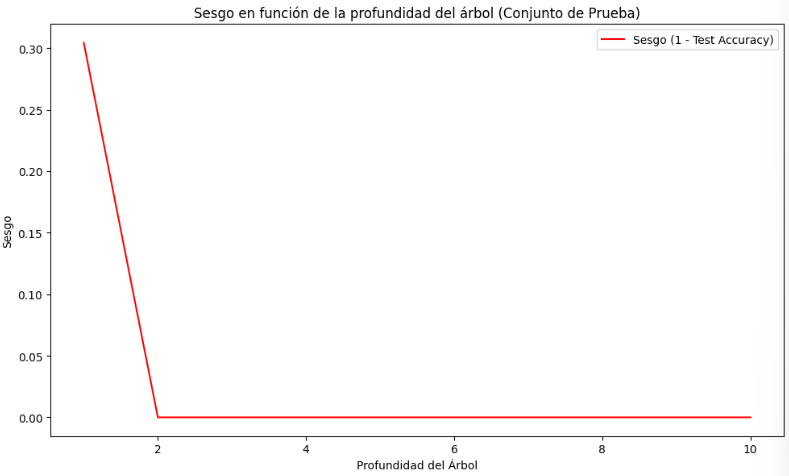 Sesgo en función de la profundidad del árbol (Conjunto de Prueba)
Sesgo (1 - Test Accuracy)
0.30
0.25
0.20
0.15
0.10
0.05
0.00
Sesgo
2 4 6 8 10
Profundidad del Árbol